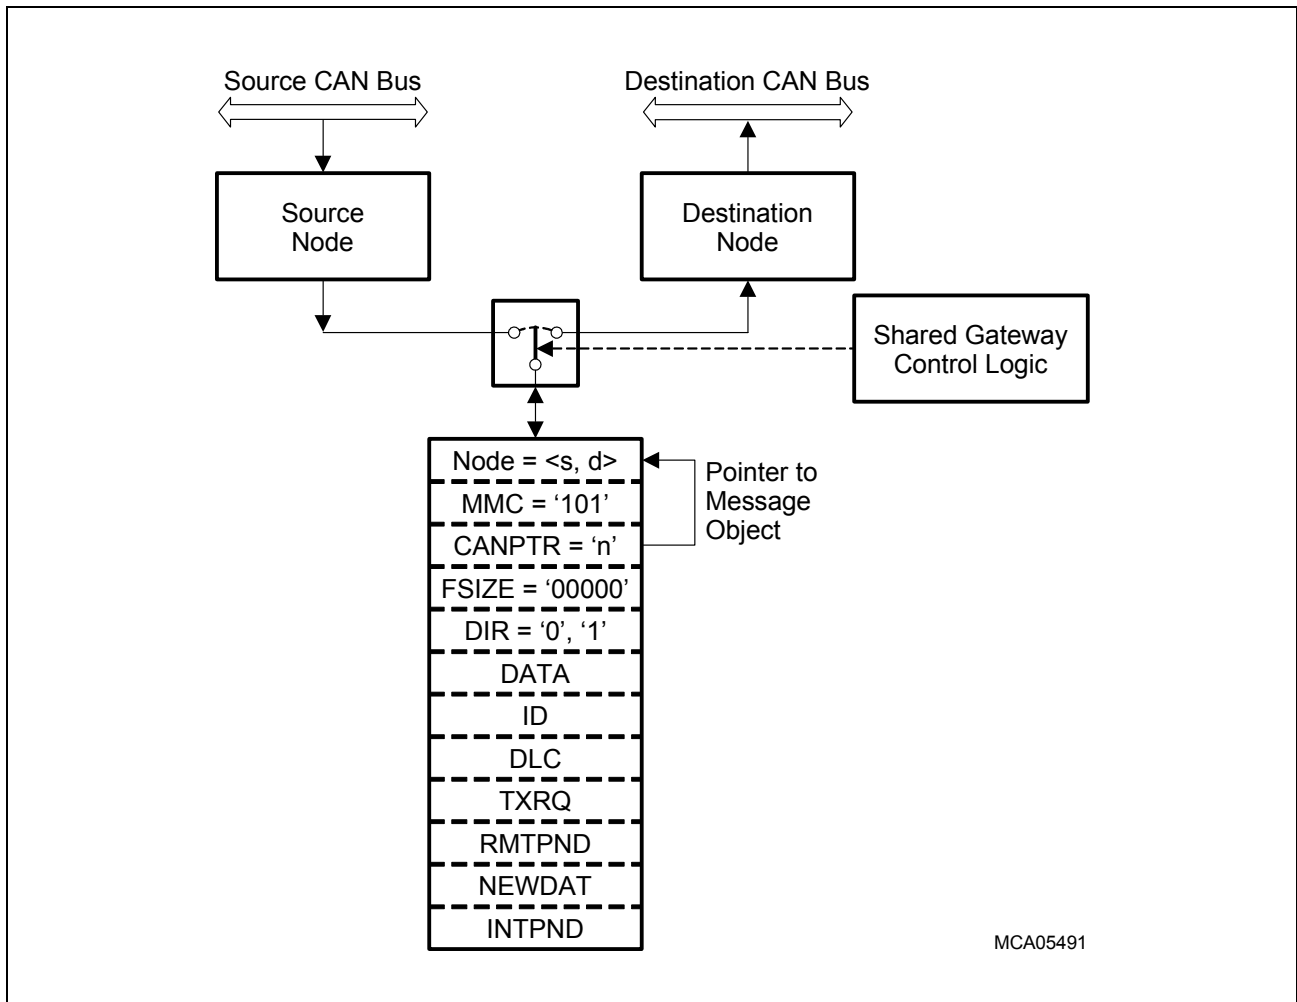 Source CAN Bus
Destination CAN Bus
Source
Node
Destination
Node
Shared Gateway
Control Logic
Node = <s, d>
MMC = ‘101’
CANPTR = ‘n’
FSIZE = ‘00000’
DIR = ‘0’, ‘1’
DATA
ID
DLC
TXRQ
RMTPND
NEWDAT
INTPND
Pointer to
Message
Object
MCA05491